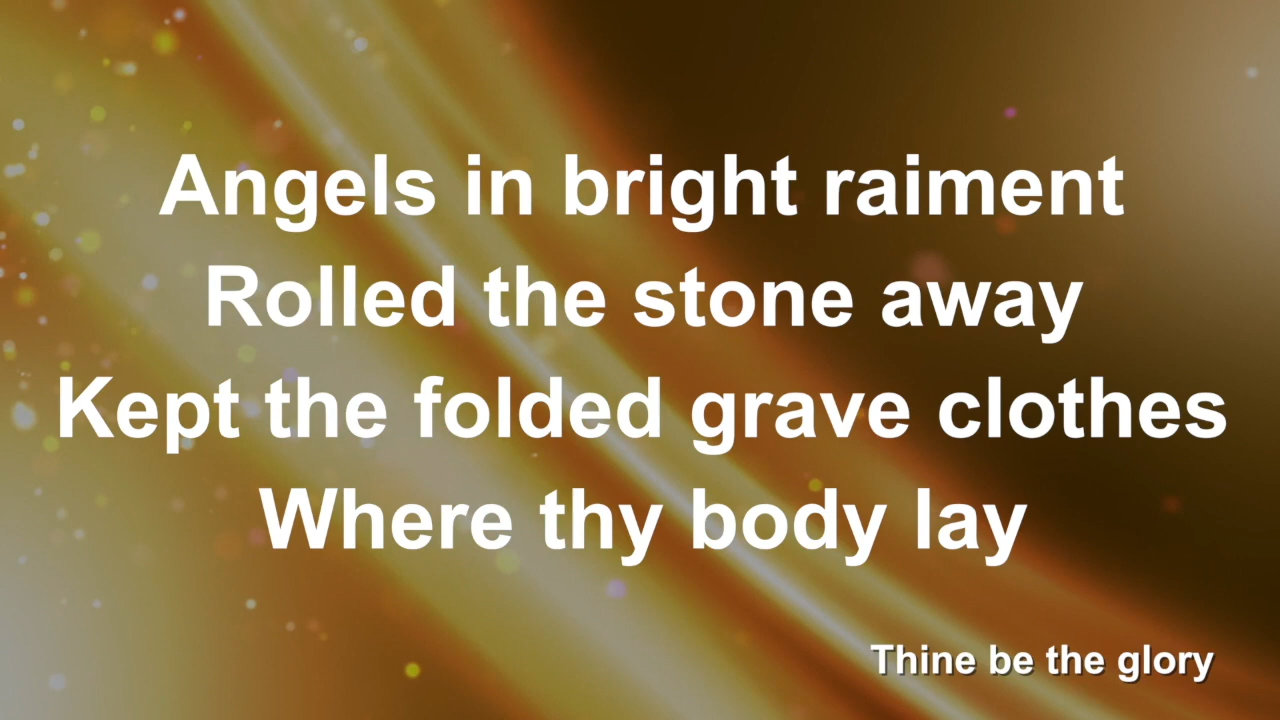 Angels in bright raiment
Rolled the stone away
Kept the folded grave clothes
Where thy body lay
Thine be the glory